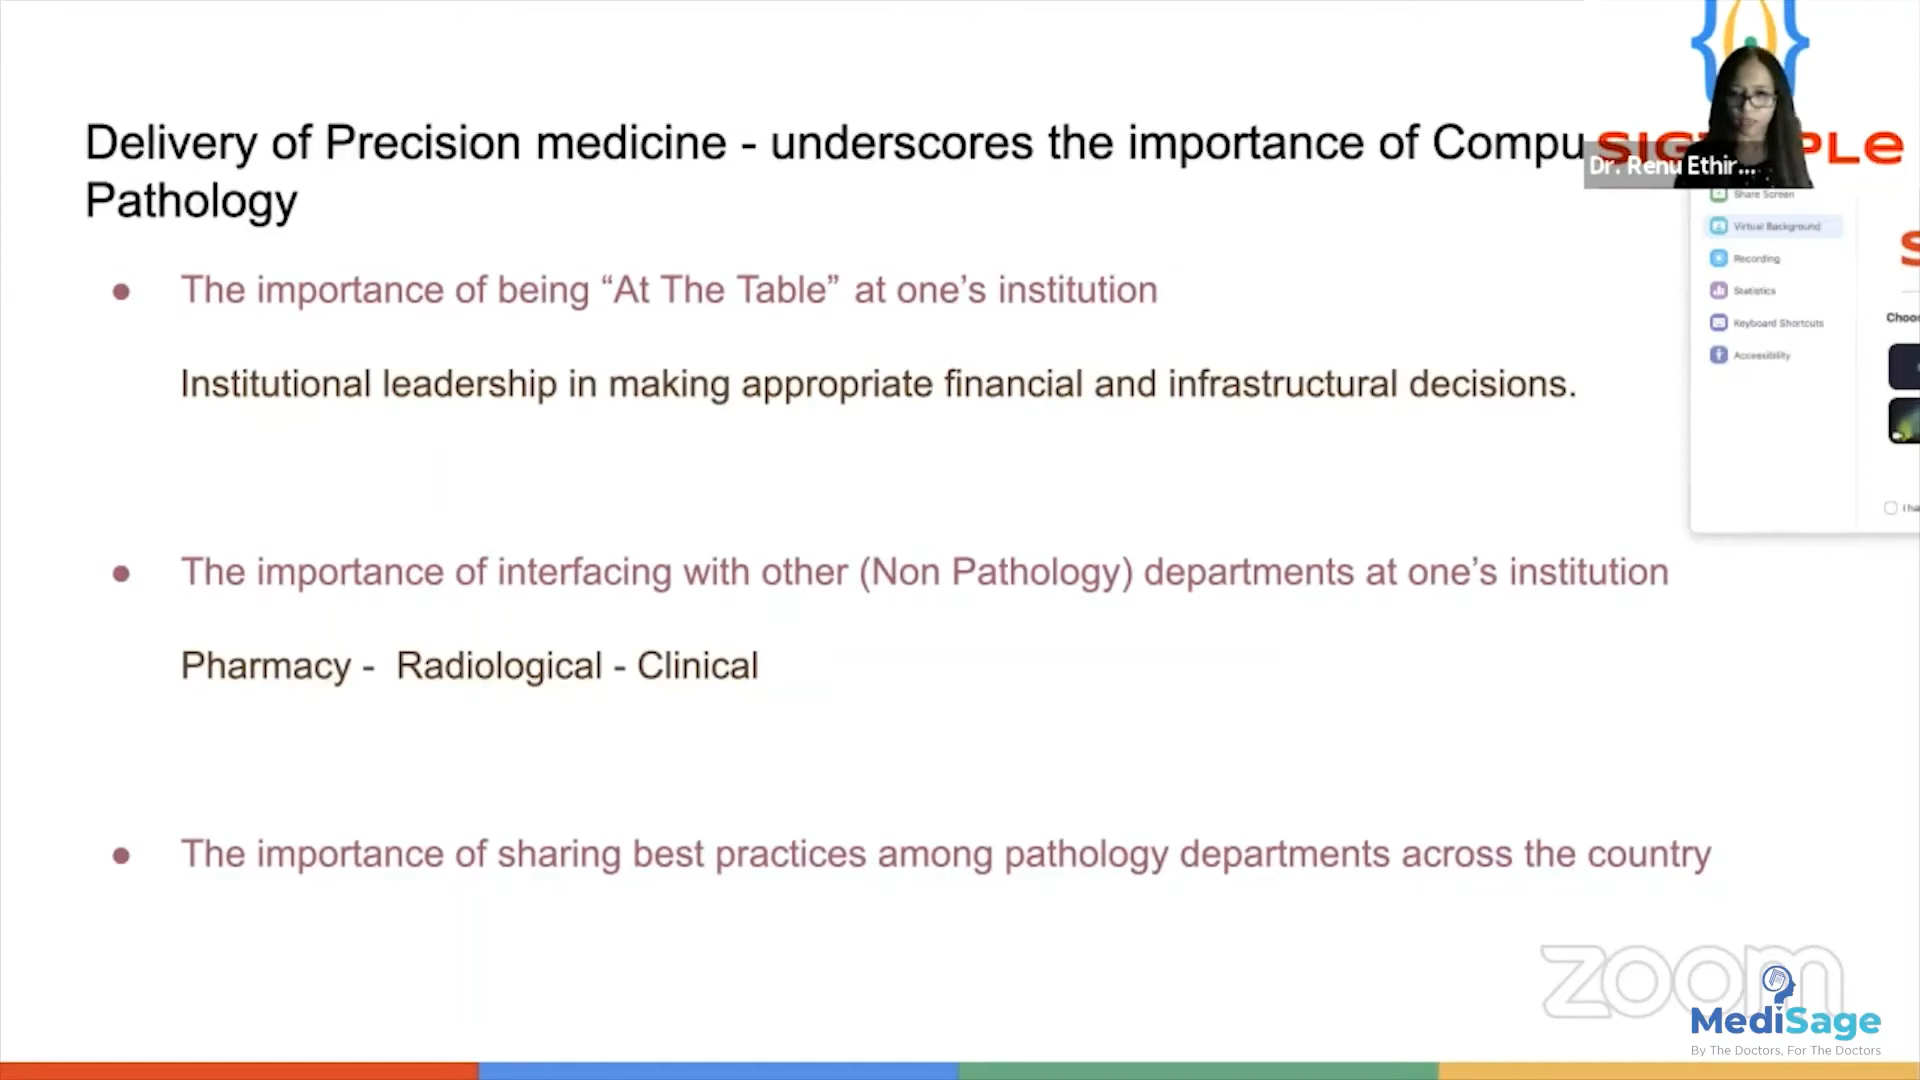 Delivery of Precision medicine - underscores the importance of Compu
Pathology
Dr. Renu Ethir...
Share Screen
Virtual Background
Recording
Statistics
Keyboard Shortcuts
Accessibility
• The importance of being “At The Table” at one’s institution
Institutional leadership in making appropriate financial and infrastructural decisions.
• The importance of interfacing with other (Non Pathology) departments at one’s institution
Pharmacy - Radiological - Clinical
• The importance of sharing best practices among pathology departments across the country
zoom
MediSage
By The Doctors, For The Doctors